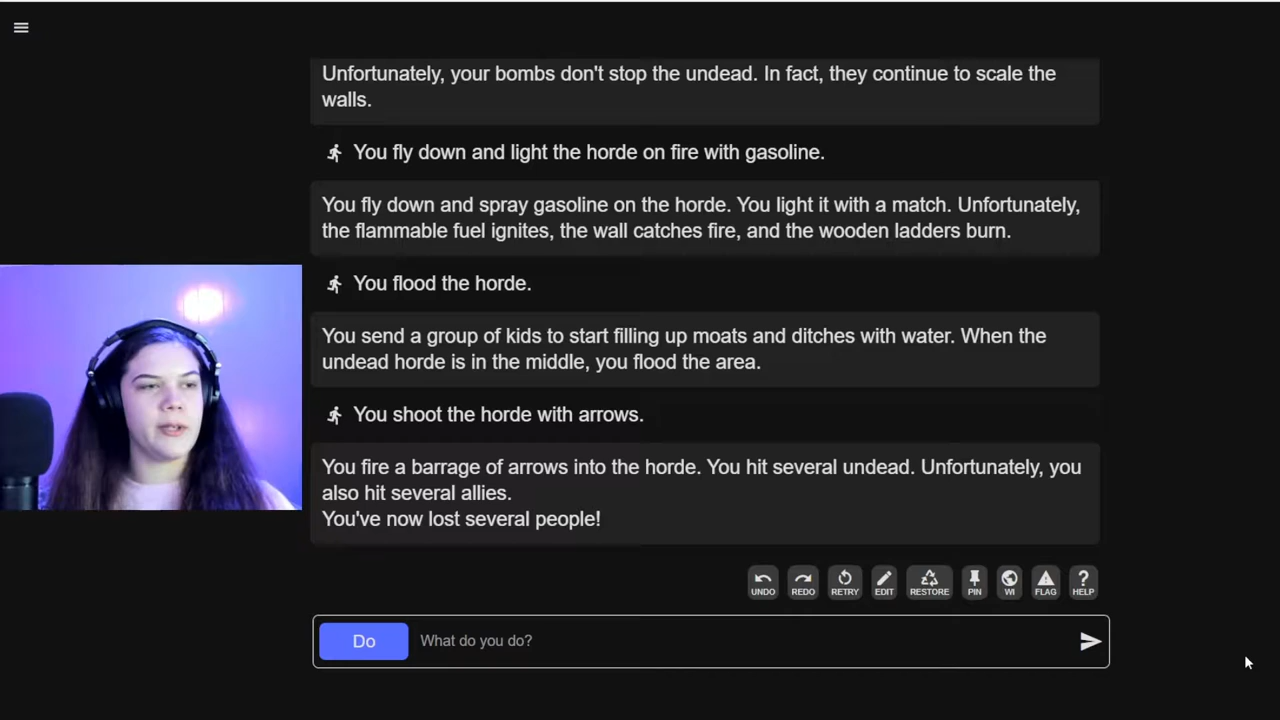 Unfortunately, your bombs don't stop the undead. In fact, they continue to scale the
walls.
You fly down and light the horde on fire with gasoline.
You fly down and spray gasoline on the horde. You light it with a match. Unfortunately,
the flammable fuel ignites, the wall catches fire, and the wooden ladders burn.
You flood the horde.
You send a group of kids to start filling up moats and ditches with water. When the
undead horde is in the middle, you flood the area.
You shoot the horde with arrows.
You fire a barrage of arrows into the horde. You hit several undead. Unfortunately, you
also hit several allies.
You've now lost several people!
UNDO REDO RETRY EDIT RESTORE PIN WI FLAG HELP
Do What do you do?